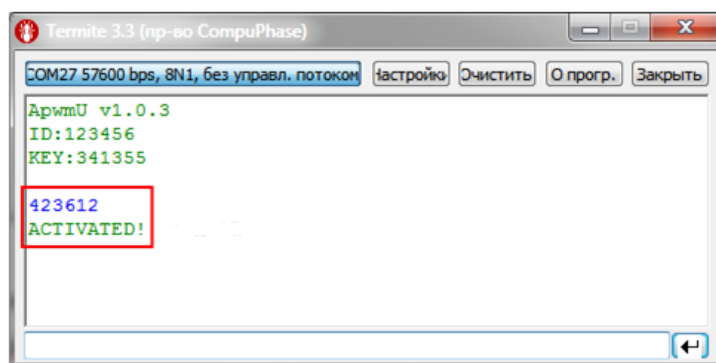 Termite 3.3 (пр-во CompuPhase)
COM27 57600 bps, 8N1, без управл. потоком Настройки Очистить О прогр. Закрыть
ApwmU v1.0.3
ID:123456
KEY:341355
423612
ACTIVATED!